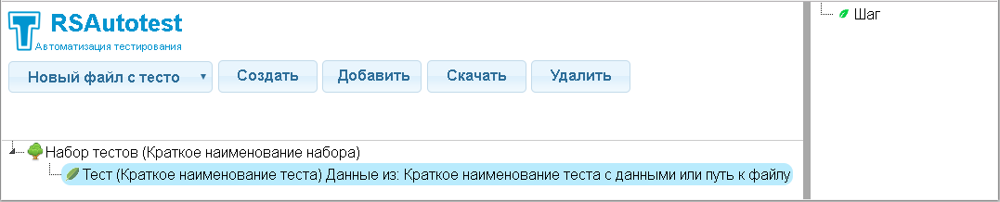 RSAutotest
Автоматизация тестирования
Новый файл с тесто
Создать
Добавить
Скачать
Удалить
Набор тестов (Краткое наименование набора)
Тест (Краткое наименование теста) Данные из: Краткое наименование теста с данными или путь к файлу
Шаг